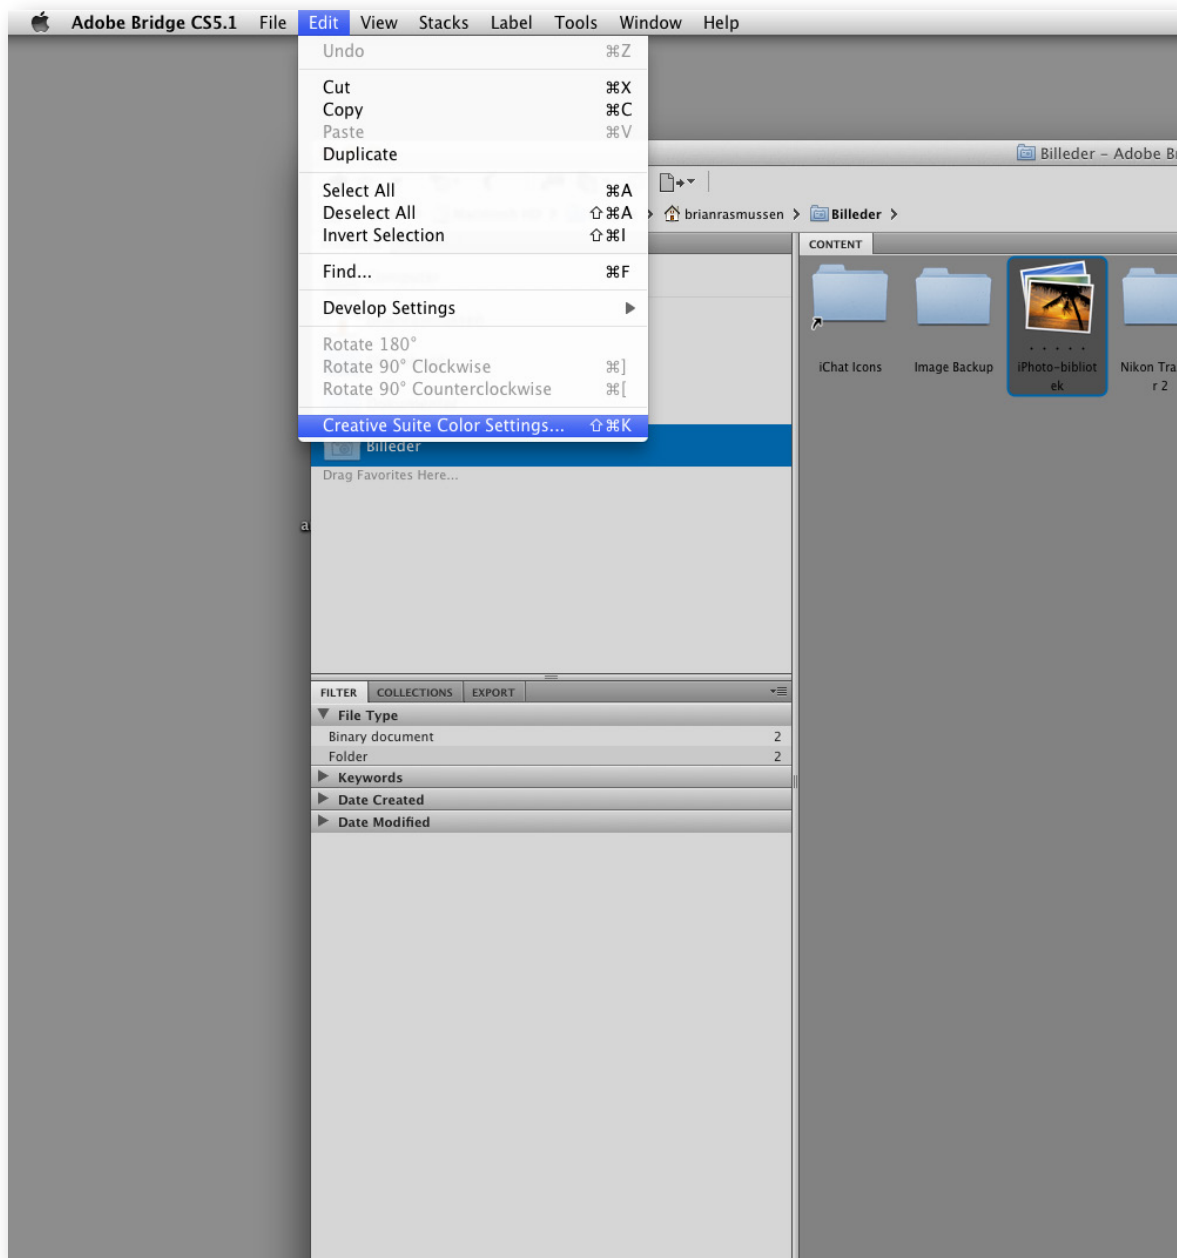 Adobe Bridge CS5.1 File Edit View Stacks Label Tools Window Help
Undo ⌘Z
Cut ⌘X
Copy ⌘C
Paste ⌘V
Duplicate
Select All ⌘A
Deselect All ⇧⌘A
Invert Selection ⇧⌘I
Find... ⌘F
Develop Settings
Rotate 180°
Rotate 90° Clockwise ⌘]
Rotate 90° Counterclockwise ⌘[
Creative Suite Color Settings... ⇧⌘K
Billeder – Adobe B
brianrasmussen > Billeder >
CONTENT
iChat Icons
Image Backup
iPhoto-bibliot
ek
Nikon Tra
r 2
Billeder
Drag Favorites Here...
a
FILTER COLLECTIONS EXPORT
File Type
Binary document 2
Folder 2
Keywords
Date Created
Date Modified